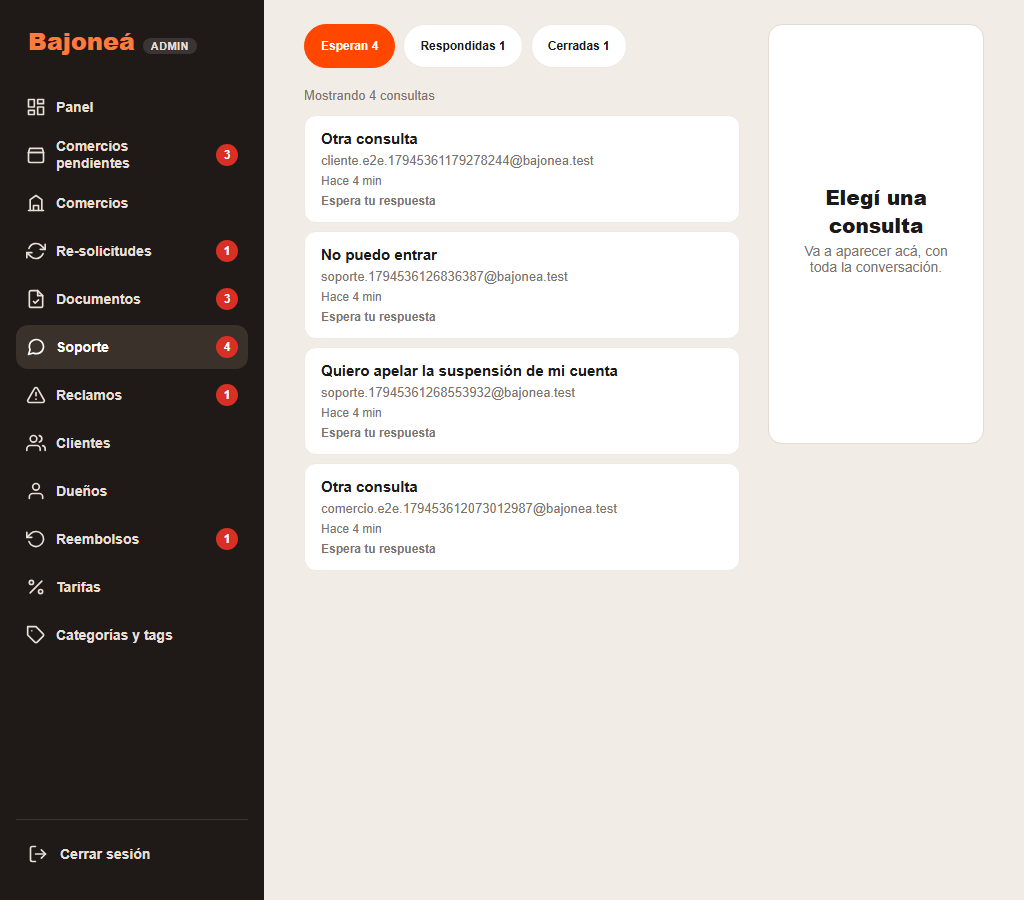 Bajoneá ADMIN
Panel
Comercios
pendientes 3
Comercios
Re-solicitudes 1
Documentos 3
Soporte 4
Reclamos 1
Clientes
Dueños
Reembolsos 1
Tarifas
Categorías y tags
Cerrar sesión
Esperan 4 Respondidas 1 Cerradas 1
Mostrando 4 consultas
Otra consulta
cliente.e2e.17945361179278244@bajonea.test
Hace 4 min
Espera tu respuesta
No puedo entrar
soporte.1794536126836387@bajonea.test
Hace 4 min
Espera tu respuesta
Quiero apelar la suspensión de mi cuenta
soporte.17945361268553932@bajonea.test
Hace 4 min
Espera tu respuesta
Otra consulta
comercio.e2e.179453612073012987@bajonea.test
Hace 4 min
Espera tu respuesta
Elegí una
consulta
Va a aparecer acá, con
toda la conversación.